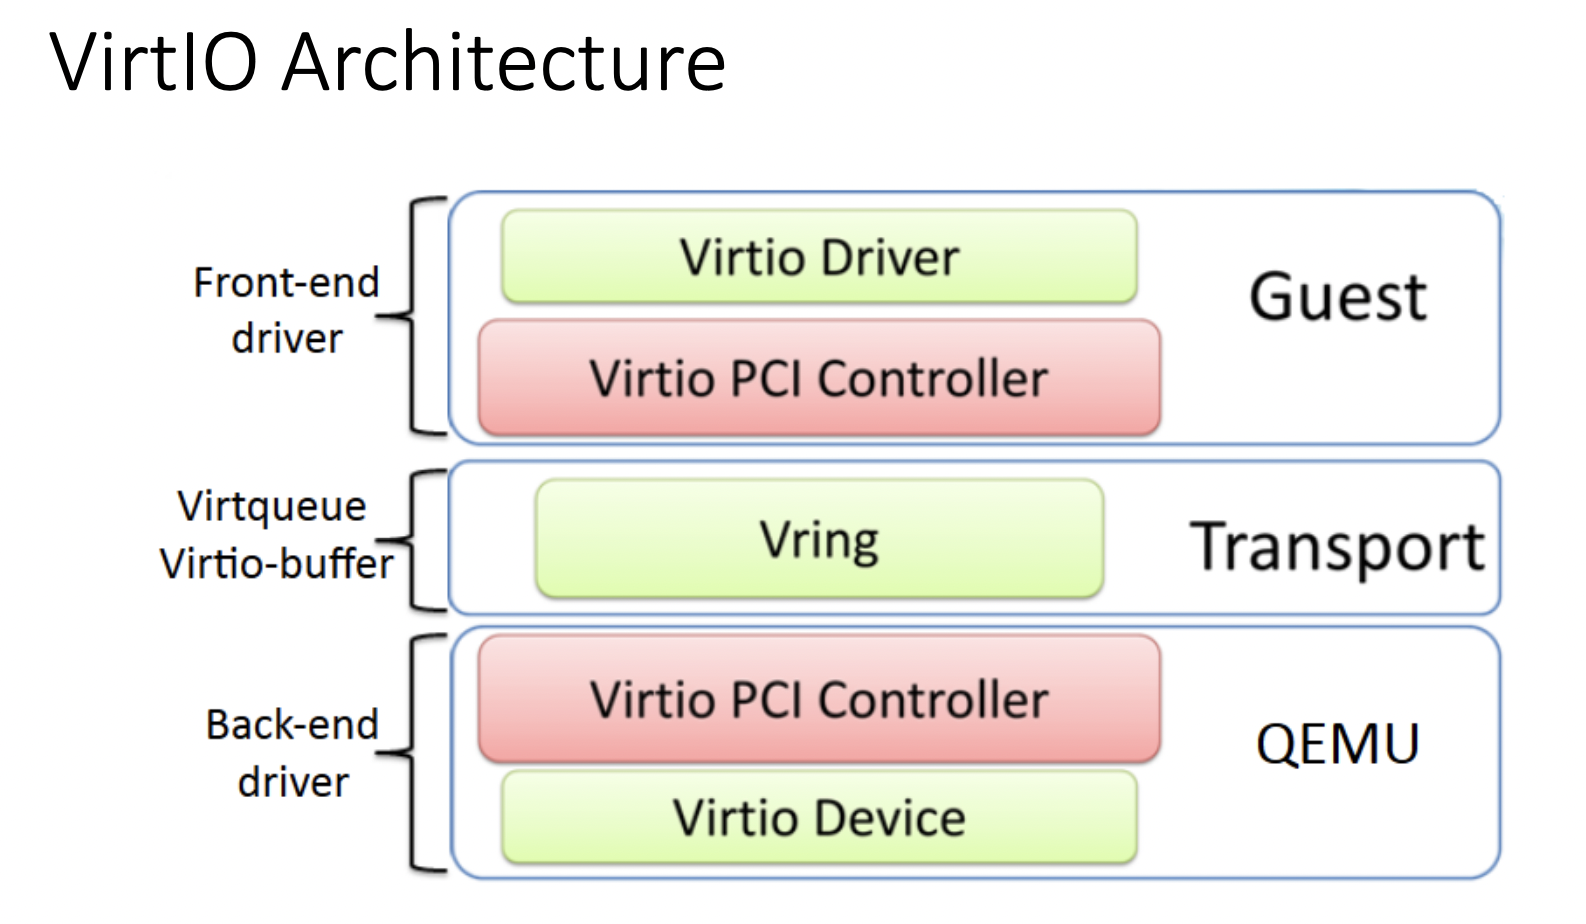 VirtIO Architecture
Front-end
driver
Virtio Driver
Virtio PCI Controller
Guest
Virtqueue
Virtio-buffer
Vring
Transport
Back-end
driver
Virtio PCI Controller
Virtio Device
QEMU